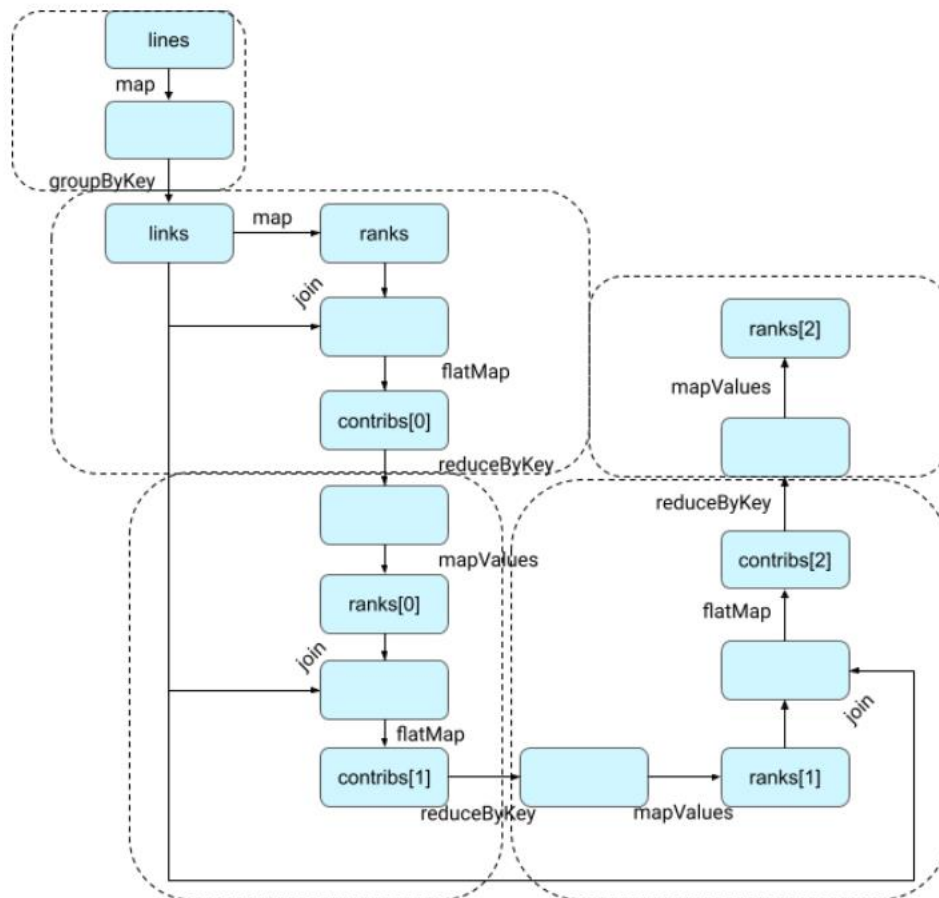 lines
map
groupByKey
links
map
ranks
join
flatMap
contribs[0]
reduceByKey
mapValues
ranks[0]
join
flatMap
contribs[1]
reduceByKey
mapValues
ranks[1]
join
flatMap
contribs[2]
reduceByKey
mapValues
ranks[2]